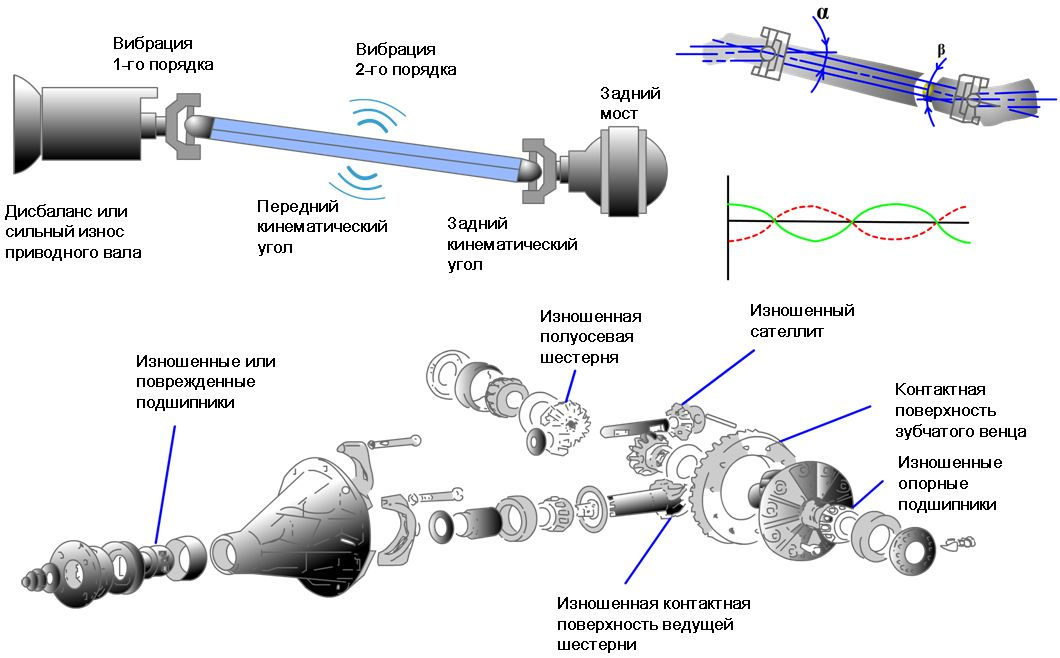 Вибрация
1-го порядка
Вибрация
2-го порядка
Задний
мост
α
β
Дисбаланс или
сильный износ
приводного вала
Передний
кинематический
угол
Задний
кинематический
угол
Изношенные или
поврежденные
подшипники
Изношенная
полуосевая
шестерня
Изношенный
сателлит
Контактная
поверхность
зубчатого венца
Изношенные
опорные
подшипники
Изношенная контактная
поверхность ведущей
шестерни